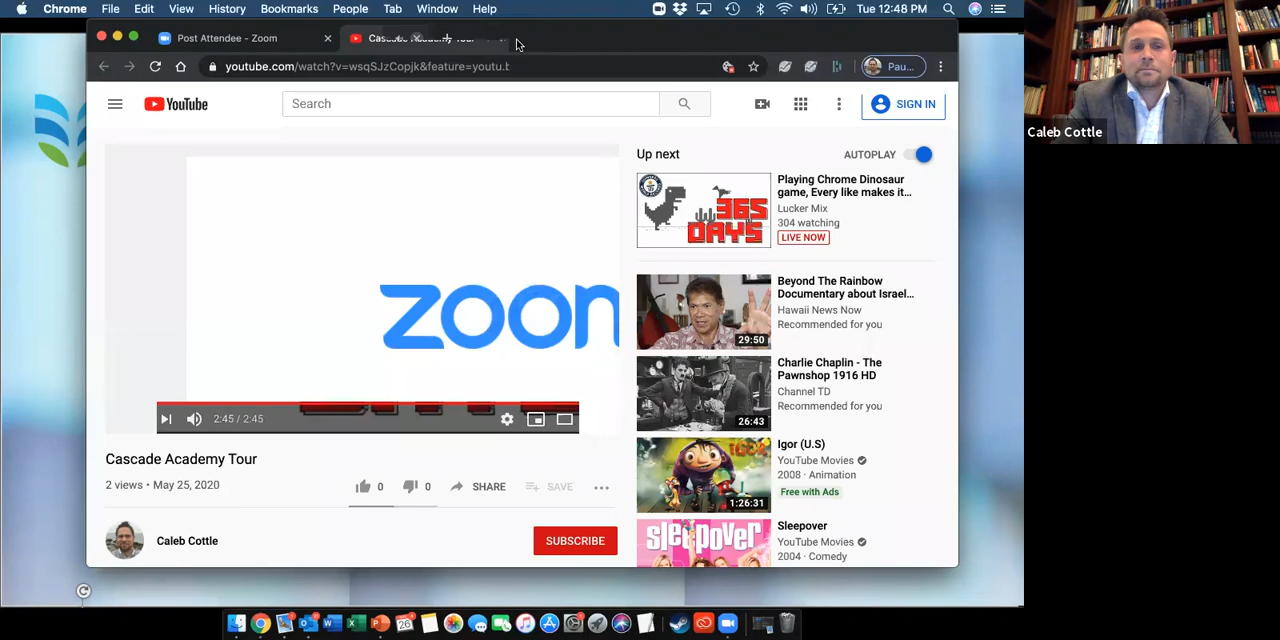 Chrome File Edit View History Bookmarks People Tab Window Help
Tue 12:48 PM
Post Attendee - Zoom
youtube.com/watch?v=wsqSJzCopjk&feature=youtu.b
Pau...
YouTube
Search
SIGN IN
zoom
2:45 / 2:45
Cascade Academy Tour
2 views • May 25, 2020
0
0
SHARE
SAVE
Caleb Cottle
SUBSCRIBE
Up next
AUTOPLAY
365
DAYS
Playing Chrome Dinosaur
game, Every like makes it...
Lucker Mix
304 watching
LIVE NOW
29:50
Beyond The Rainbow
Documentary about Israel...
Hawaii News Now
Recommended for you
26:43
Charlie Chaplin - The
Pawnshop 1916 HD
Channel TD
Recommended for you
IGOR
1:26:31
Igor (U.S)
YouTube Movies
2008 · Animation
Free with Ads
sleepover
Sleepover
YouTube Movies
2004 · Comedy
Caleb Cottle
26